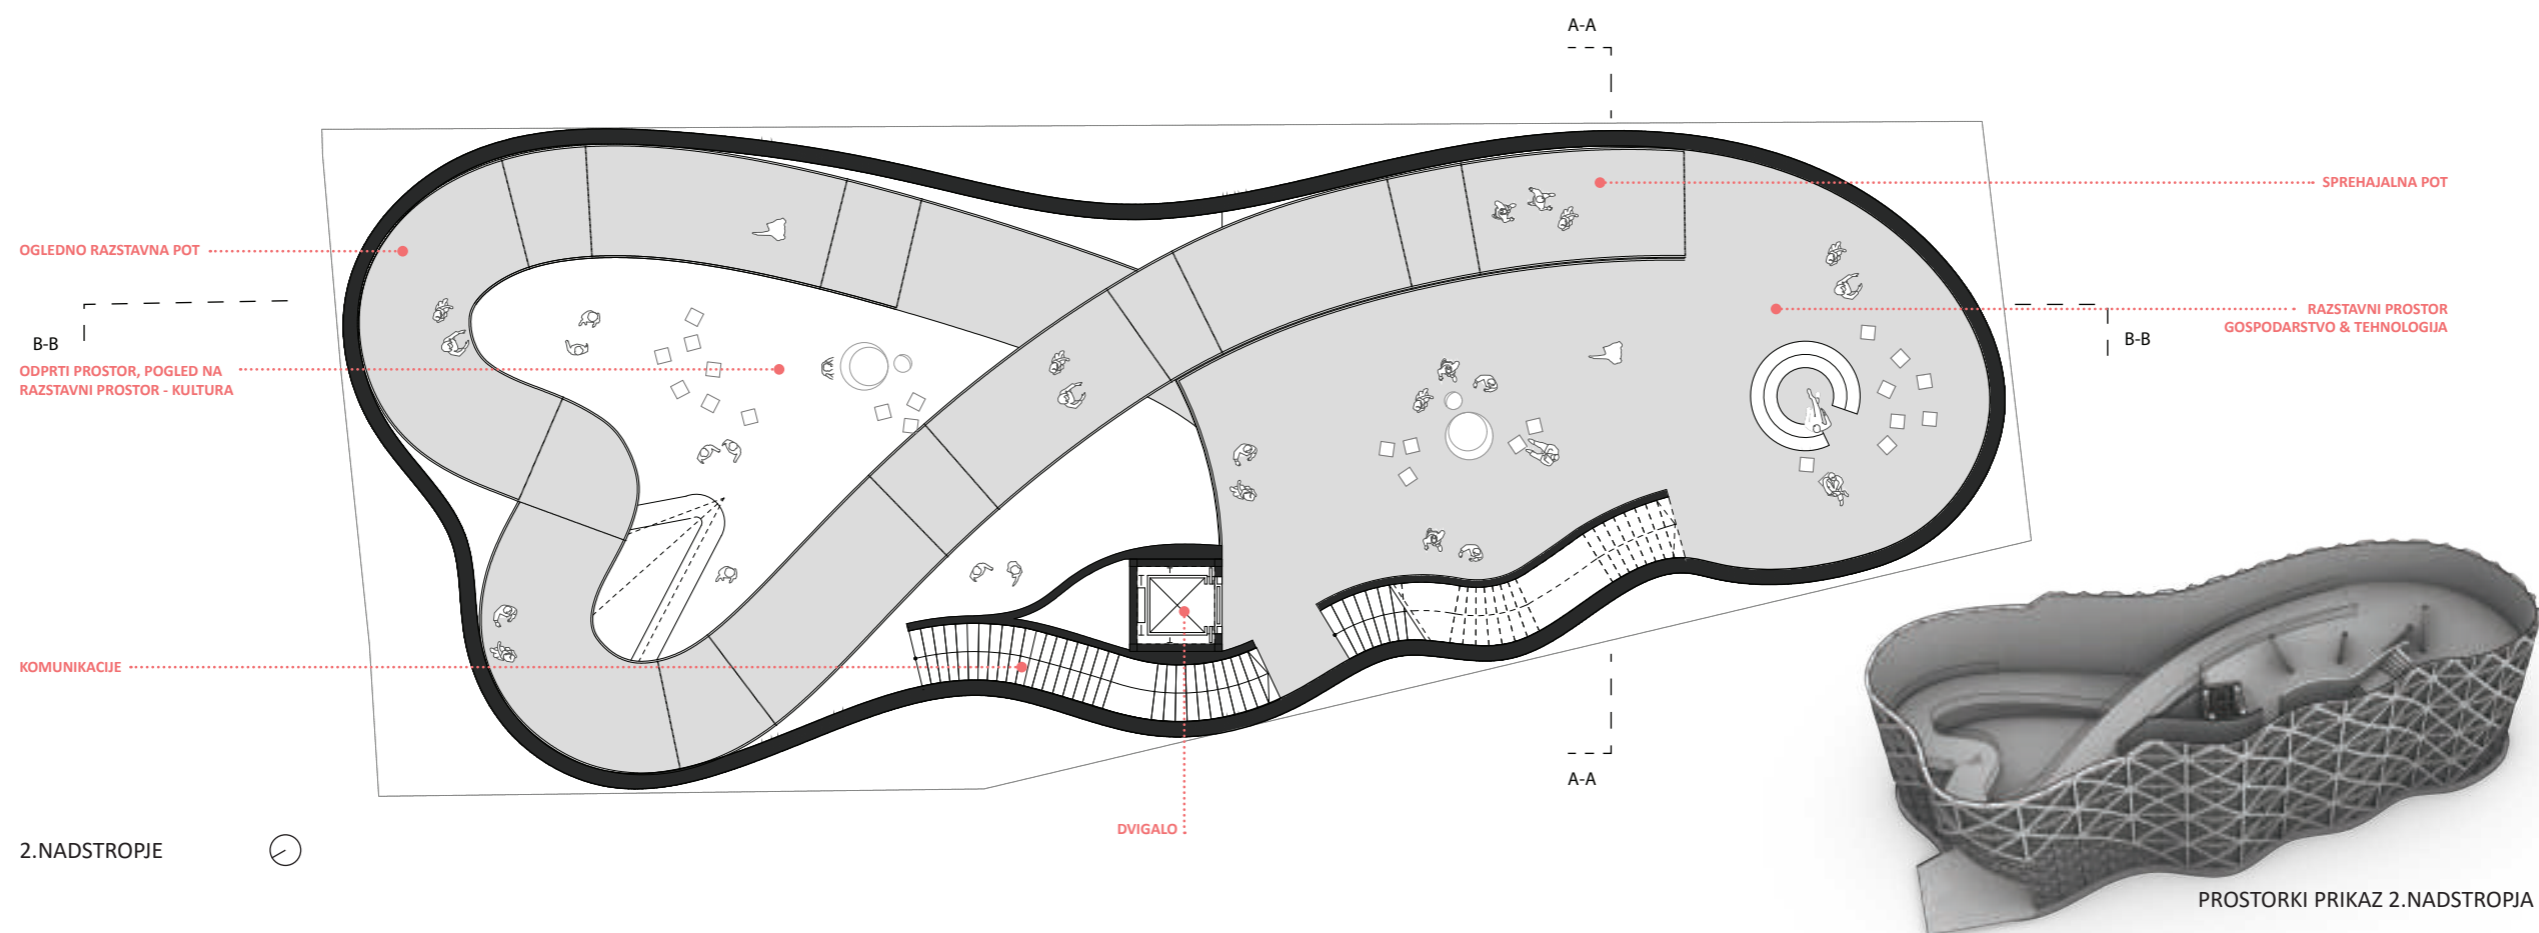 A-A
SPREHAJALNA POT
OGLEDNO RAZSTAVNA POT
RAZSTAVNI PROSTOR
GOSPODARSTVO & TEHNOLOGIJA
B-B
B-B
ODPRTI PROSTOR, POGLED NA
RAZSTAVNI PROSTOR - KULTURA
KOMUNIKACIJE
A-A
DVIGALO
2.NADSTROPJE
PROSTORKI PRIKAZ 2.NADSTROPJA